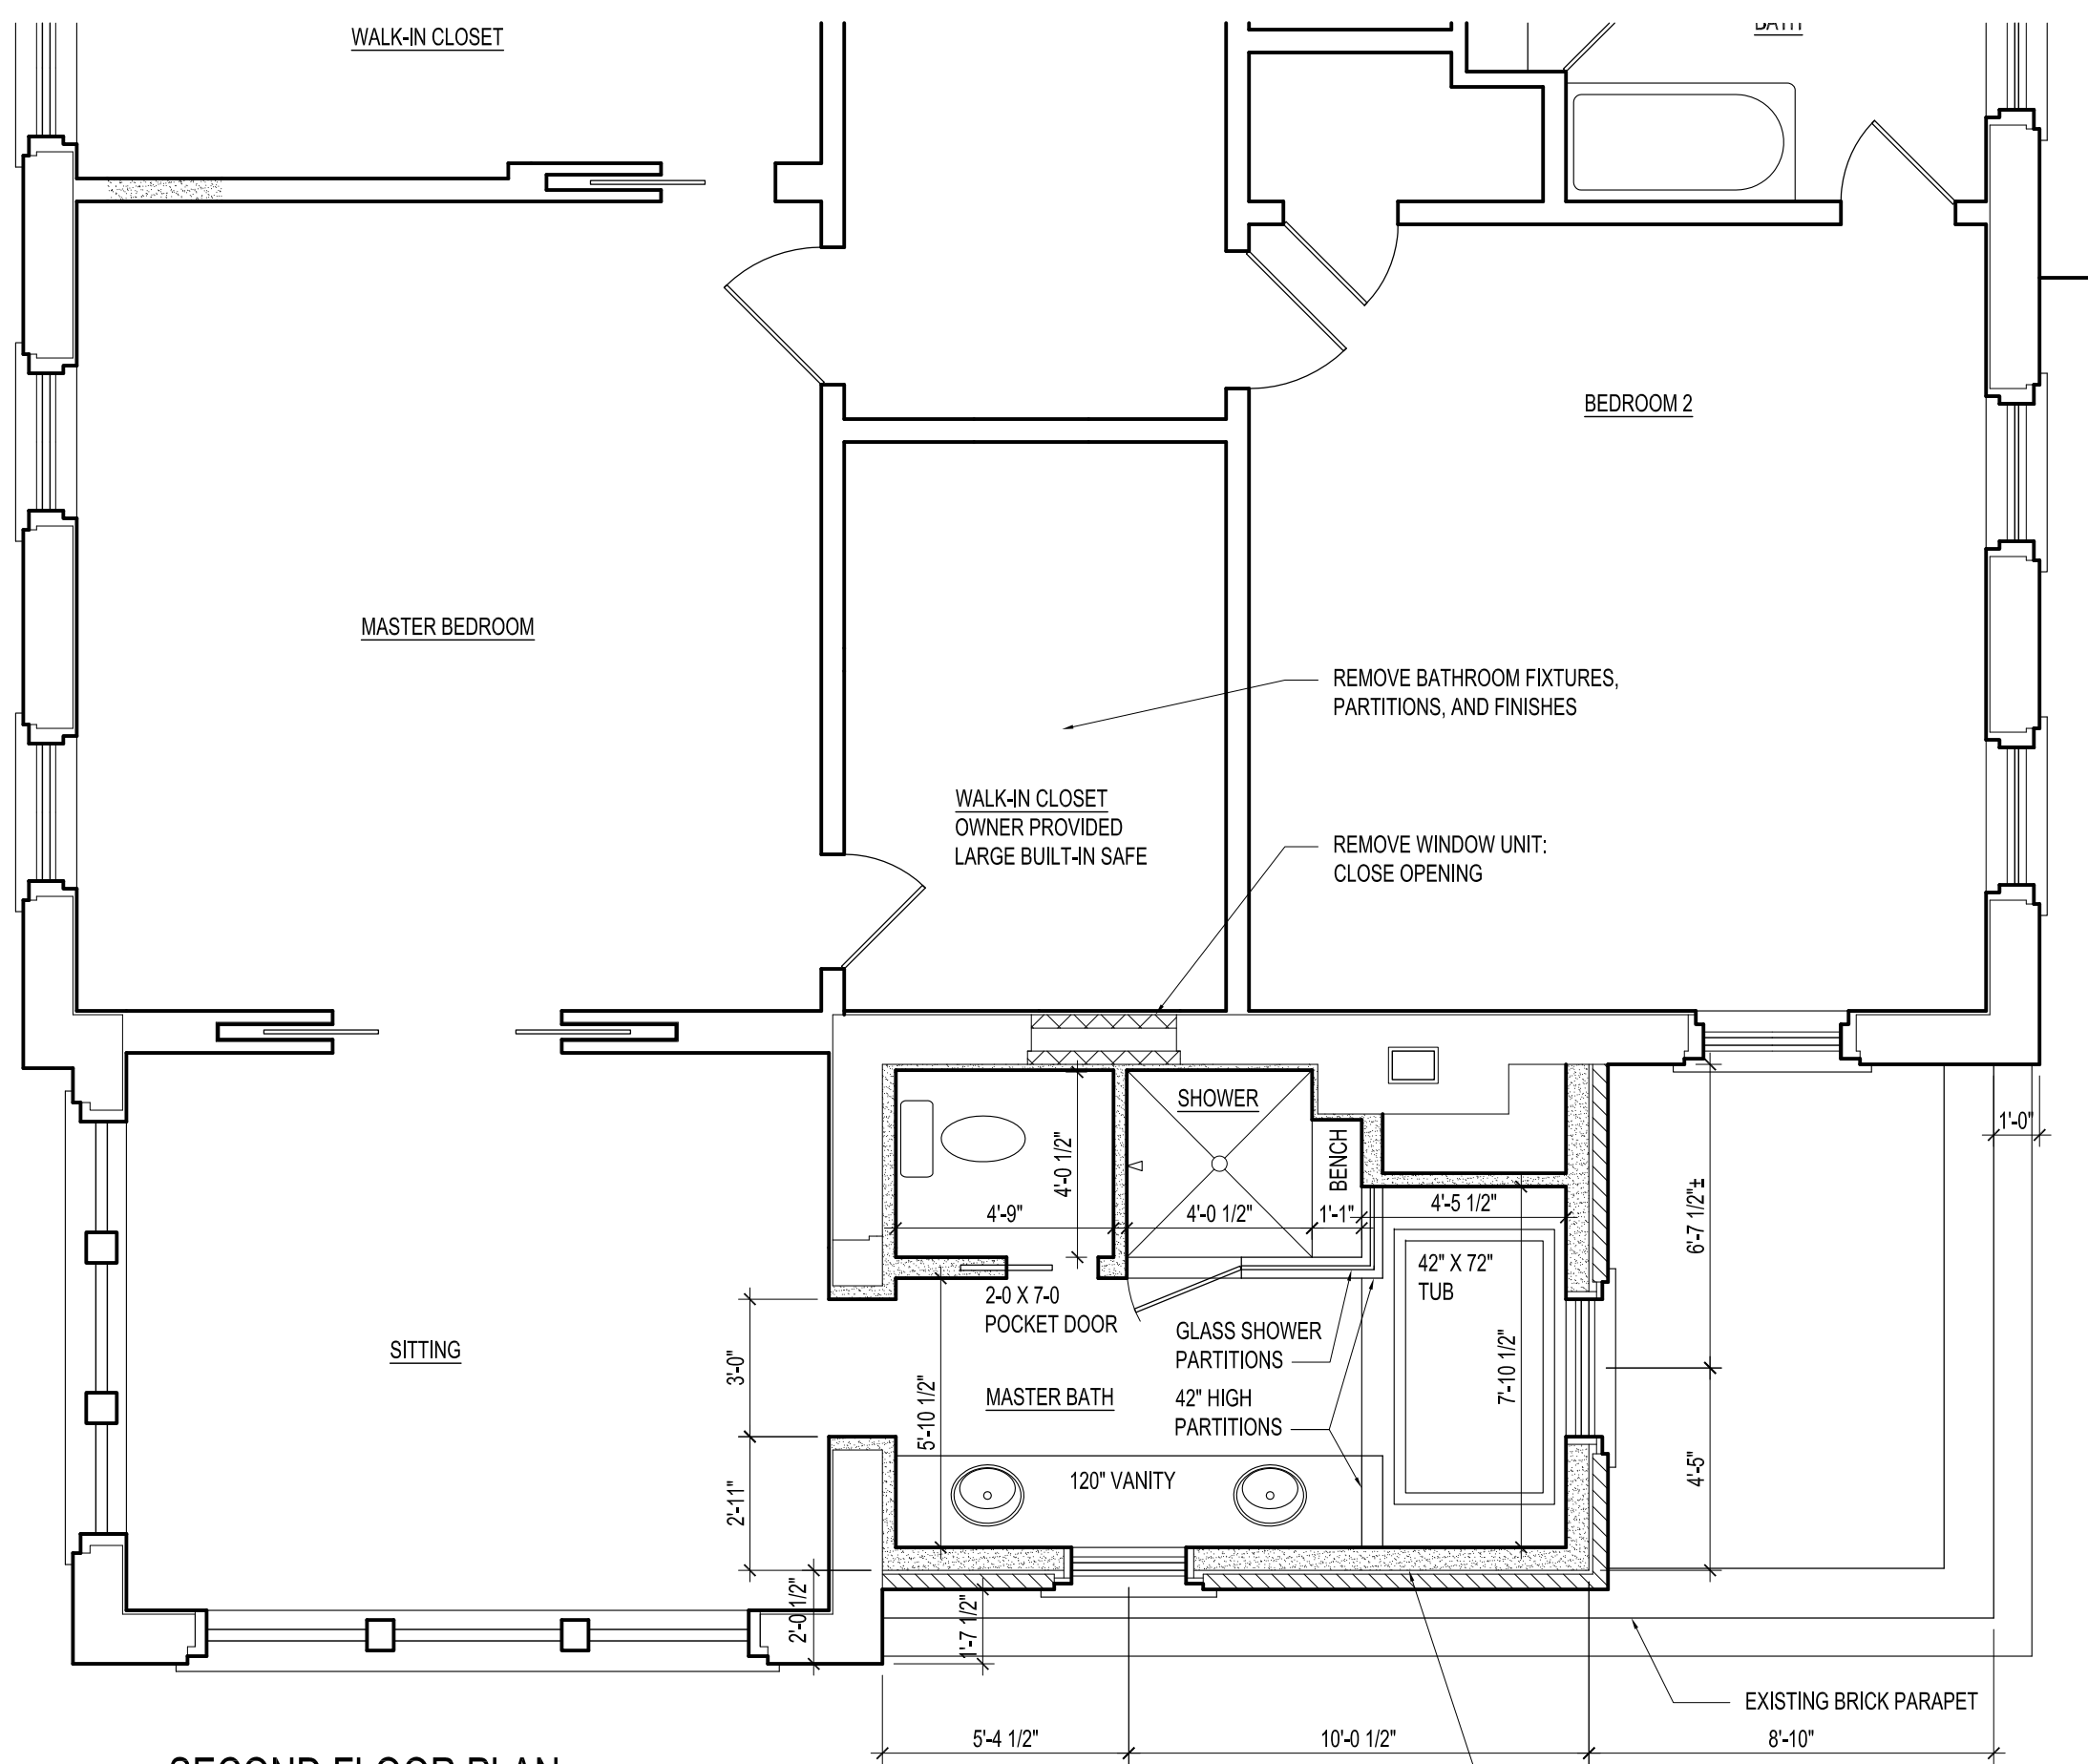 WALK-IN CLOSET
BATH
BEDROOM 2
MASTER BEDROOM
REMOVE BATHROOM FIXTURES,
PARTITIONS, AND FINISHES
WALK-IN CLOSET
OWNER PROVIDED
LARGE BUILT-IN SAFE
REMOVE WINDOW UNIT:
CLOSE OPENING
SHOWER
BENCH
1'-0"
4'-0 1/2"
4'-9"
4'-0 1/2"
1'-1"
4'-5 1/2"
6'-7 1/2"±
42" X 72"
TUB
2-0 X 7-0
POCKET DOOR
GLASS SHOWER
PARTITIONS
SITTING
3'-0"
5'-10 1/2"
7'-10 1/2"
MASTER BATH
42" HIGH
PARTITIONS
120" VANITY
2'-11"
4'-5"
2'-0 1/2"
1'-7 1/2"
EXISTING BRICK PARAPET
5'-4 1/2"
10'-0 1/2"
8'-10"
SECOND FLOOR PLAN